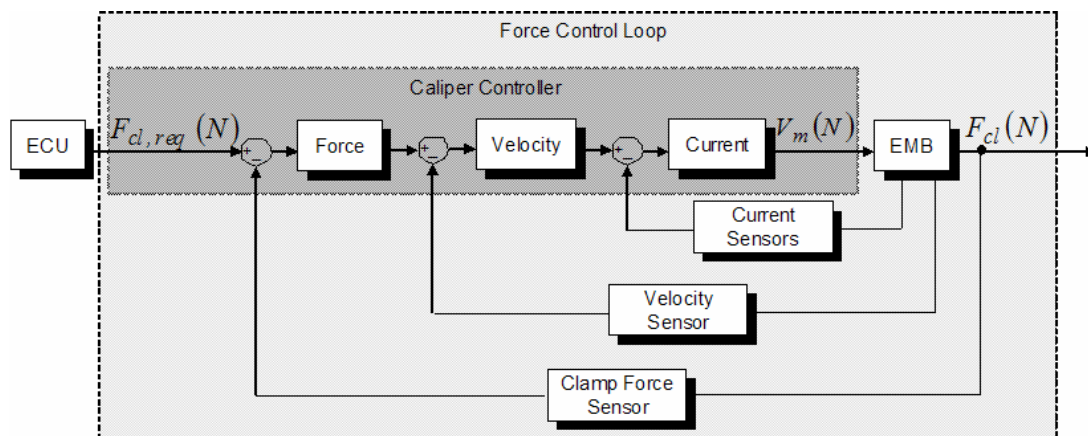 Force Control Loop
Caliper Controller
ECU
F_{cl, req} (N)
+
−
Force
+
−
Velocity
+
−
Current
V_m (N)
EMB
F_{cl} (N)
Current
Sensors
Velocity
Sensor
Clamp Force
Sensor